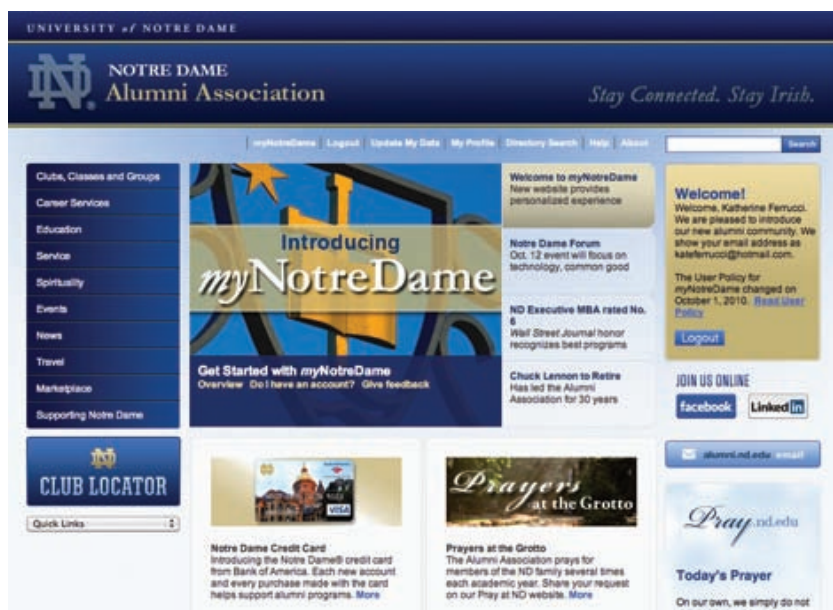 UNIVERSITY of NOTRE DAME
NOTRE DAME
Alumni Association
Stay Connected. Stay Irish.
myNotreDame | Logout | Update My Data | My Profile | Directory Search | Help | About
Search
Clubs, Classes and Groups
Career Services
Education
Service
Spirituality
Events
News
Travel
Marketplace
Supporting Notre Dame
CLUB LOCATOR
Quick Links
Introducing
myNotreDame
Get Started with myNotreDame
Overview Do I have an account? Give feedback
Welcome to myNotreDame
New website provides
personalized experience
Notre Dame Forum
Oct. 12 event will focus on
technology, common good
ND Executive MBA rated No.
6
Wall Street Journal honor
recognizes best programs
Chuck Lennon to Retire
Has led the Alumni
Association for 30 years
Welcome!
Welcome, Katherine Ferrucci.
We are pleased to introduce
our new alumni community. We
show your email address as
kateferrucci@hotmail.com.
The User Policy for
myNotreDame changed on
October 1, 2010. Read User
Policy
Logout
JOIN US ONLINE
facebook
Linked in
alumni.nd.edu email
VISA
Notre Dame Credit Card
Introducing the Notre Dame® credit card
from Bank of America. Each new account
and every purchase made with the card
helps support alumni programs. More
Prayers
at the Grotto
Prayers at the Grotto
The Alumni Association prays for
members of the ND family several times
each academic year. Share your request
on our Pray at ND website. More
Pray.nd.edu
Today's Prayer
On our own, we simply do not